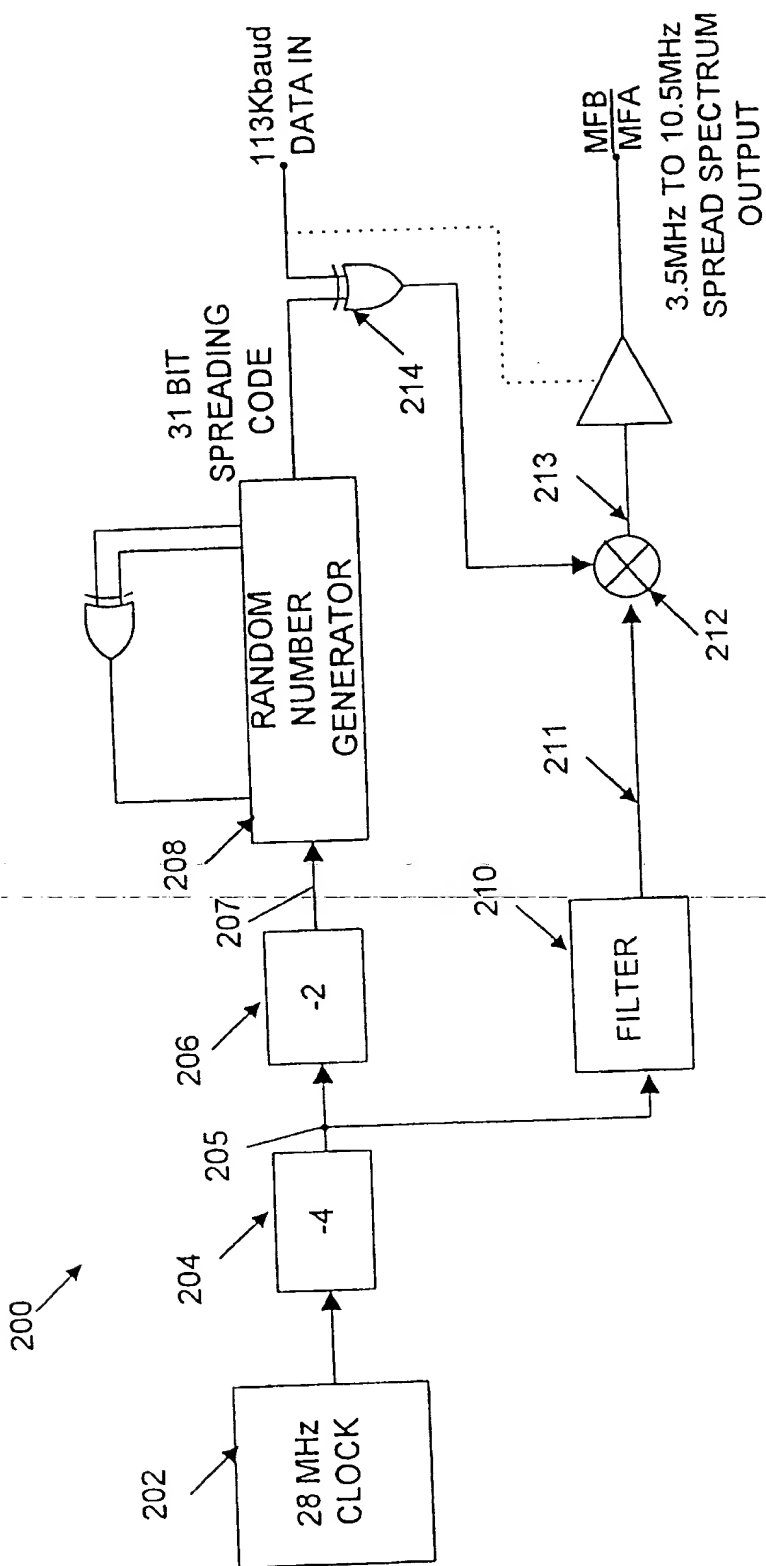 200
202
28 MHz
CLOCK
204
-4
205
206
-2
207
208
RANDOM
NUMBER
GENERATOR
31 BIT
SPREADING
CODE
113Kbaud
DATA IN
214
210
FILTER
211
212
213
MFB
MFA
3.5MHz TO 10.5MHz
SPREAD SPECTRUM
OUTPUT